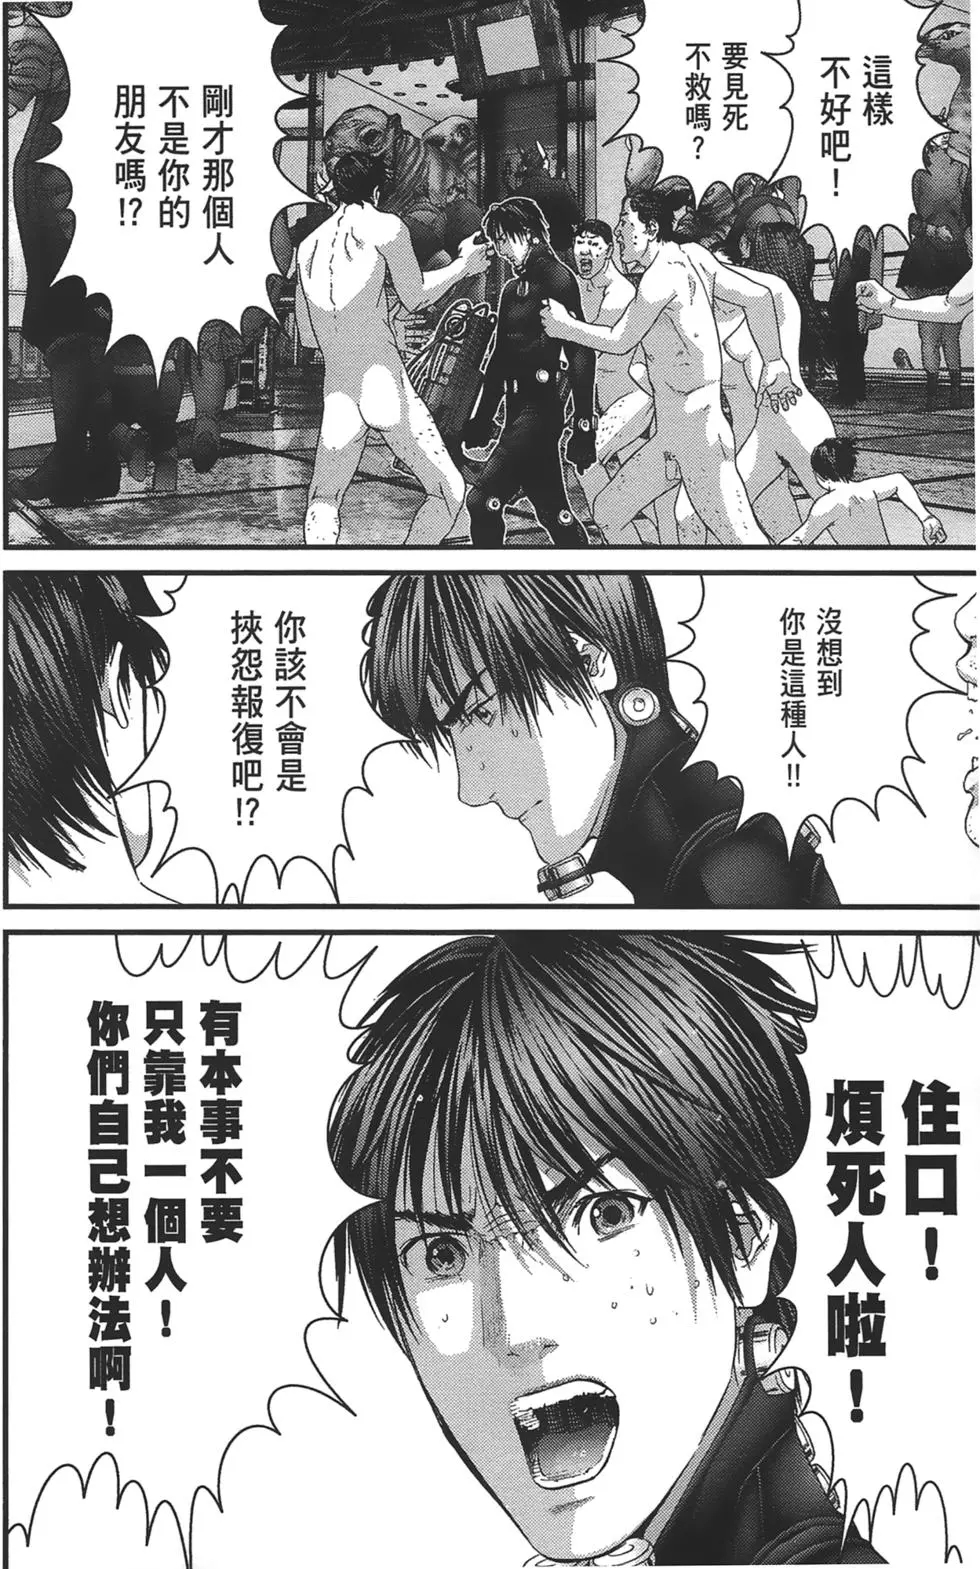 這樣
不好吧！
要見死
不救嗎？
剛才那個人
不是你的
朋友嗎!?
沒想到
你是這種人!!
你該不會是
挾怨報復吧!?
住口！
煩死人啦！
有本事不要
只靠我一個人！
你們自己想辦法啊！